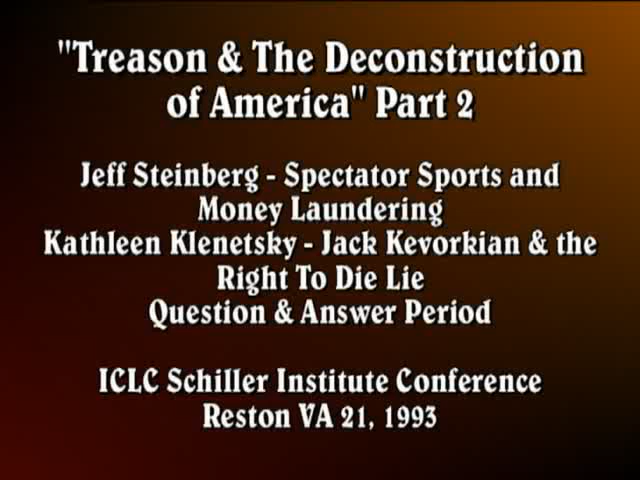 "Treason & The Deconstruction
of America" Part 2
Jeff Steinberg - Spectator Sports and
Money Laundering
Kathleen Klenetsky - Jack Kevorkian & the
Right To Die Lie
Question & Answer Period
ICLC Schiller Institute Conference
Reston VA 21, 1993